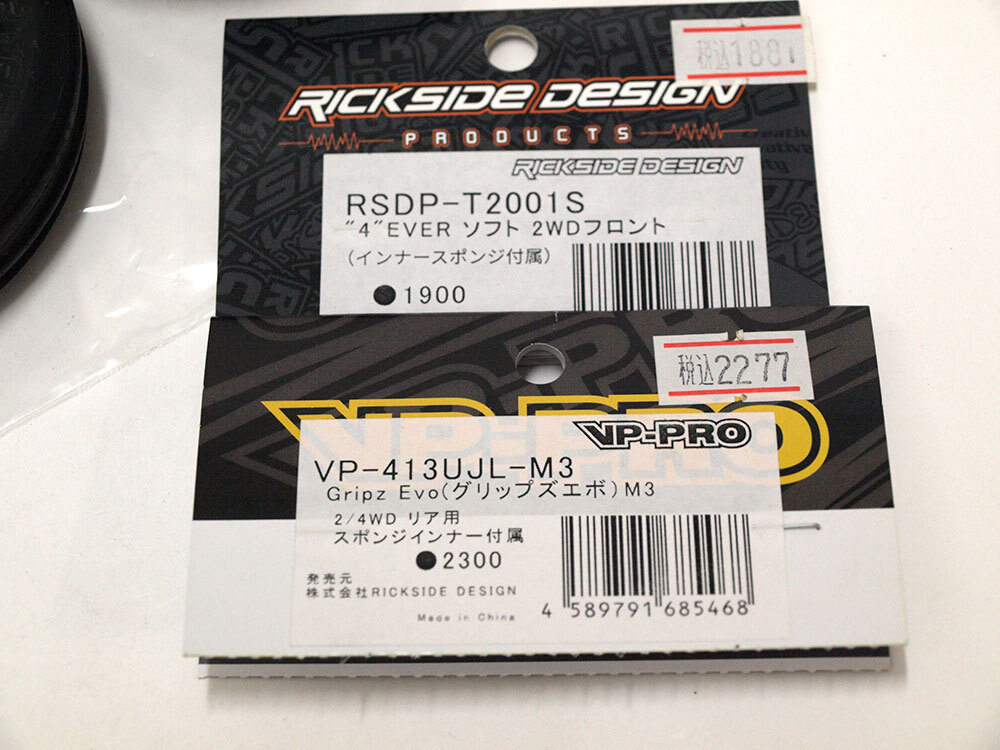 税込1881
RICKSIDE DESIGN
PRODUCTS
RICKSIDE DESIGN
RSDP-T2001S
"4"EVER ソフト 2WDフロント
(インナースポンジ付属)
●1900
税込2277
VP-PRO
VP-PRO
VP-413UJL-M3
Gripz Evo(グリップズエボ)M3
2/4WD リア用
スポンジインナー付属
●2300
発売元
株式会社RICKSIDE DESIGN
Made in China
4 589791 685468